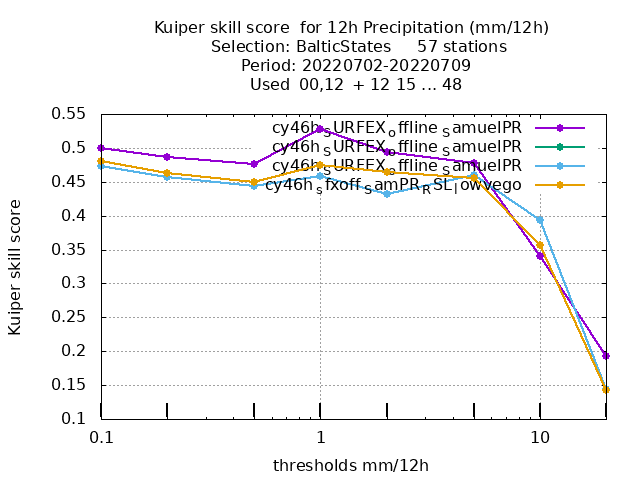 Kuiper skill score  for 12h Precipitation (mm/12h)
Selection: BalticStates     57 stations
Period: 20220702-20220709
Used  00,12  + 12 15 ... 48
0.55
0.5
0.45
0.4
0.35
0.3
0.25
0.2
0.15
0.1
Kuiper skill score
cy46h_SURFEX_offline_SamuelPR
cy46h_SURFEX_offline_SamuelPR
cy46h_SURFEX_offline_SamuelPR
cy46h_sfxoff_samPR_RSL_lowvego
0.1
1
10
thresholds mm/12h